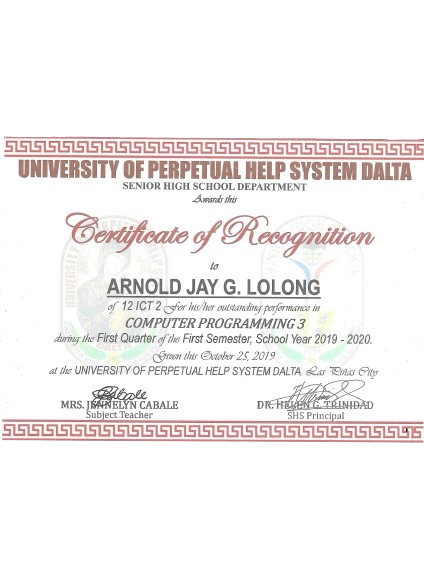 UNIVERSITY OF PERPETUAL HELP SYSTEM DALTA
SENIOR HIGH SCHOOL DEPARTMENT
Awards this
Certificate of Recognition
to
ARNOLD JAY G. LOLONG
of 12 ICT 2 For his/her outstanding performance in
COMPUTER PROGRAMMING 3
during the First Quarter of the First Semester, School Year 2019 - 2020.
Given this October 25, 2019
at the UNIVERSITY OF PERPETUAL HELP SYSTEM DALTA, Las Piñas City
MRS. JENNELYN CABALE
Subject Teacher
DR. HELEN G. TRINIDAD
SHS Principal